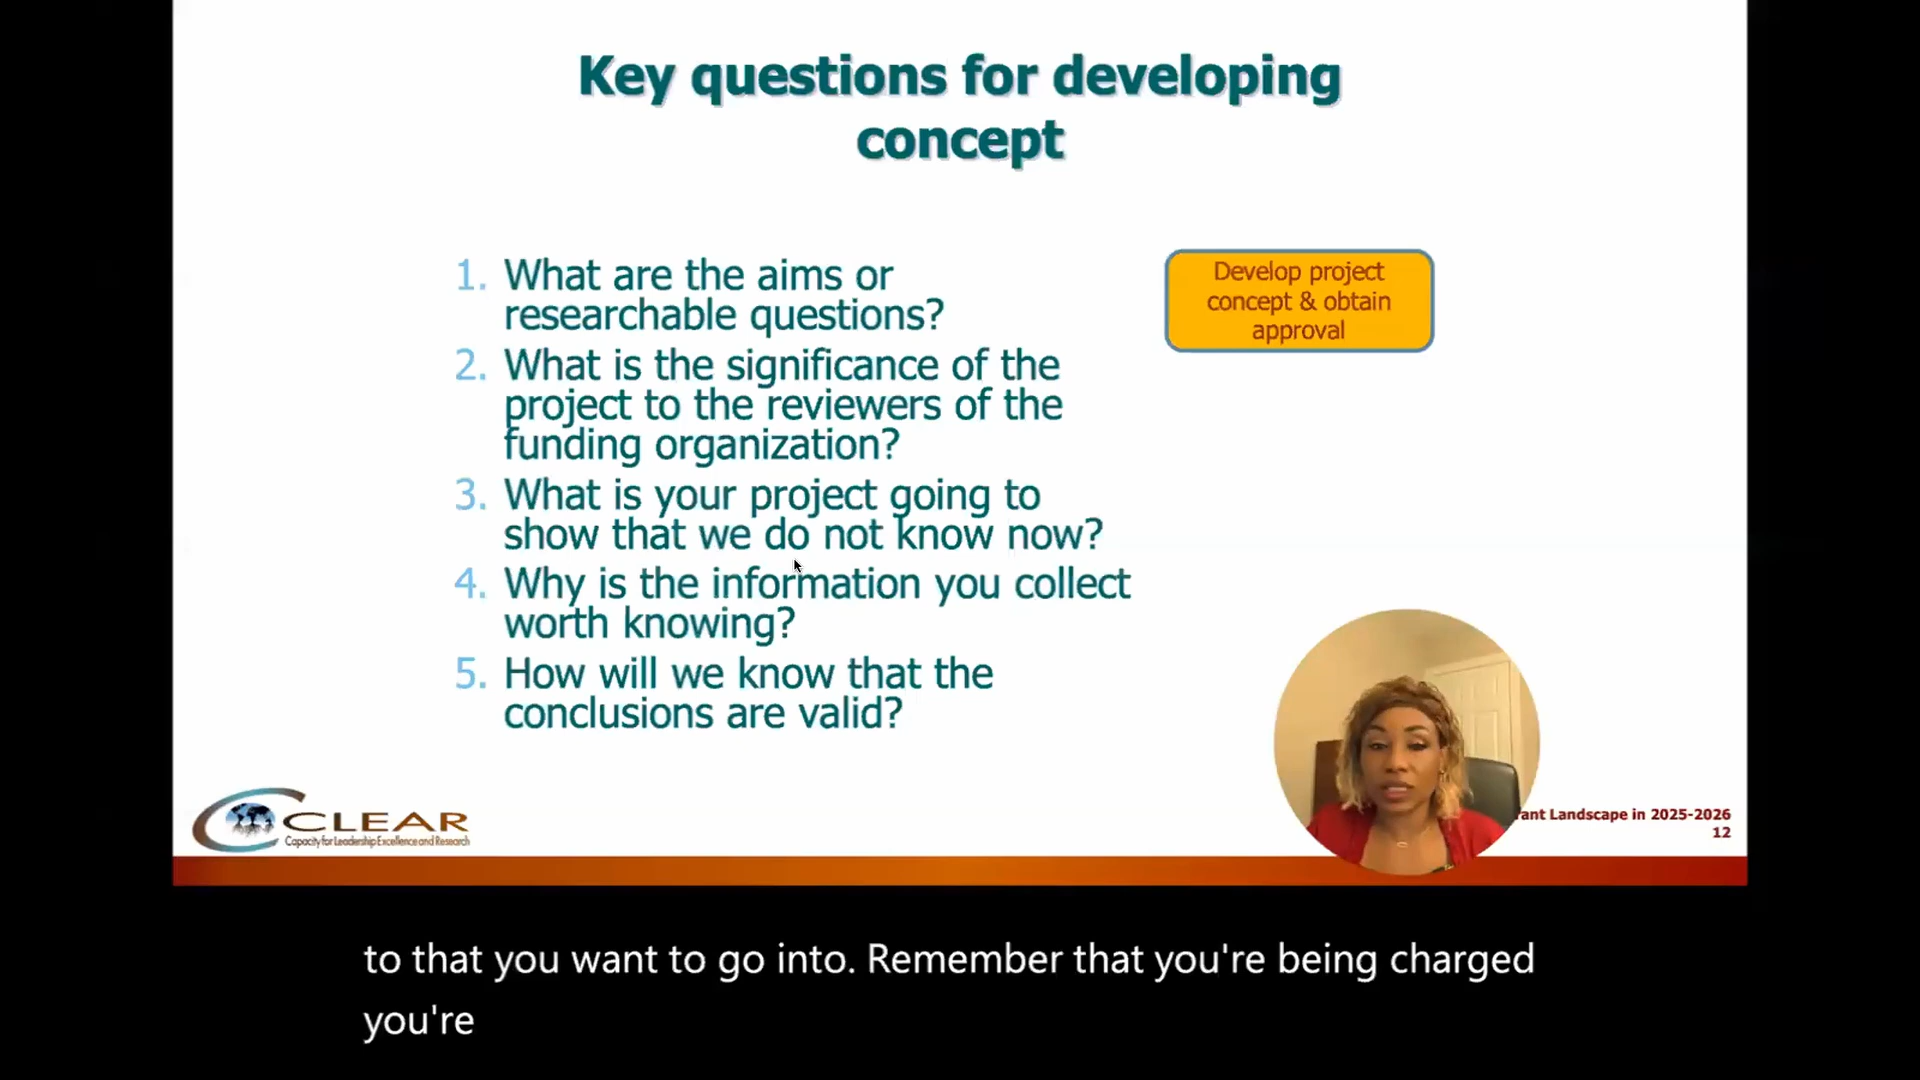 Key questions for developing
concept
1. What are the aims or
researchable questions?
2. What is the significance of the
project to the reviewers of the
funding organization?
3. What is your project going to
show that we do not know now?
4. Why is the information you collect
worth knowing?
5. How will we know that the
conclusions are valid?
Develop project
concept & obtain
approval
CLEAR
Capacity for Leadership Excellence and Research
Landscape in 2025-2026
12
to that you want to go into. Remember that you're being charged
you're